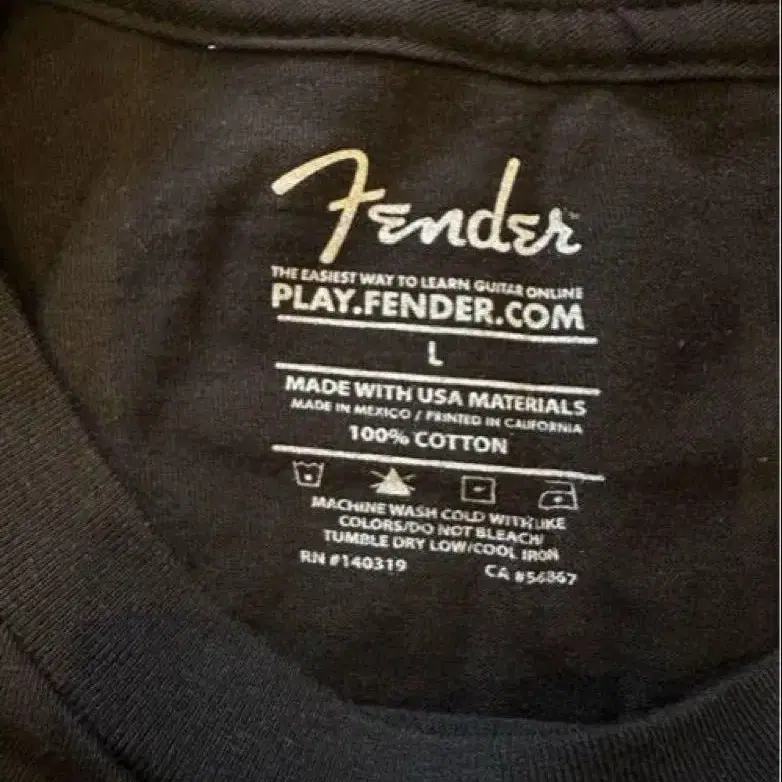 Fender
THE EASIEST WAY TO LEARN GUITAR ONLINE
PLAY.FENDER.COM
L
MADE WITH USA MATERIALS
MADE IN MEXICO / PRINTED IN CALIFORNIA
100% COTTON
MACHINE WASH COLD WITH LIKE
COLORS/DO NOT BLEACH/
TUMBLE DRY LOW/COOL IRON
RN #140319 CA #56867